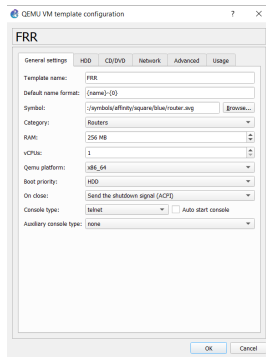 QEMU VM template configuration ? ×
FRR
General settings HDD CD/DVD Network Advanced Usage
Template name: FRR
Default name format: {name}-{0}
Symbol: :/symbols/affinity/square/blue/router.svg Browse...
Category: Routers
RAM: 256 MB
vCPUs: 1
Qemu platform: x86_64
Boot priority: HDD
On close: Send the shutdown signal (ACPI)
Console type: telnet Auto start console
Auxiliary console type: none
OK Cancel